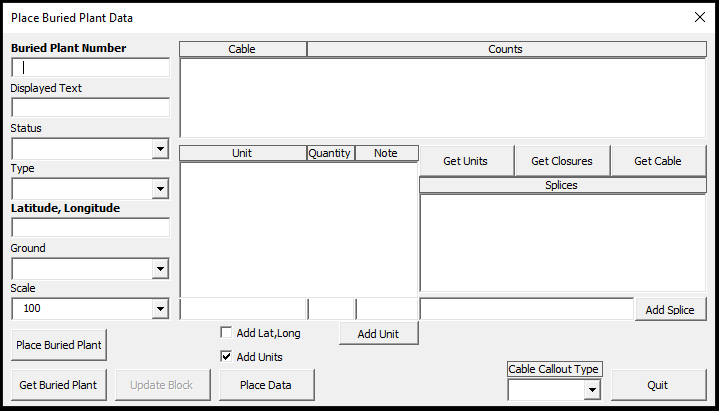 Place Buried Plant Data
Buried Plant Number
Cable
Counts
Displayed Text
Status
Unit
Quantity
Note
Get Units
Get Closures
Get Cable
Type
Splices
Latitude, Longitude
Ground
Scale
100
Add Splice
Add Lat,Long
Add Unit
Place Buried Plant
Add Units
Cable Callout Type
Get Buried Plant
Update Block
Place Data
Quit